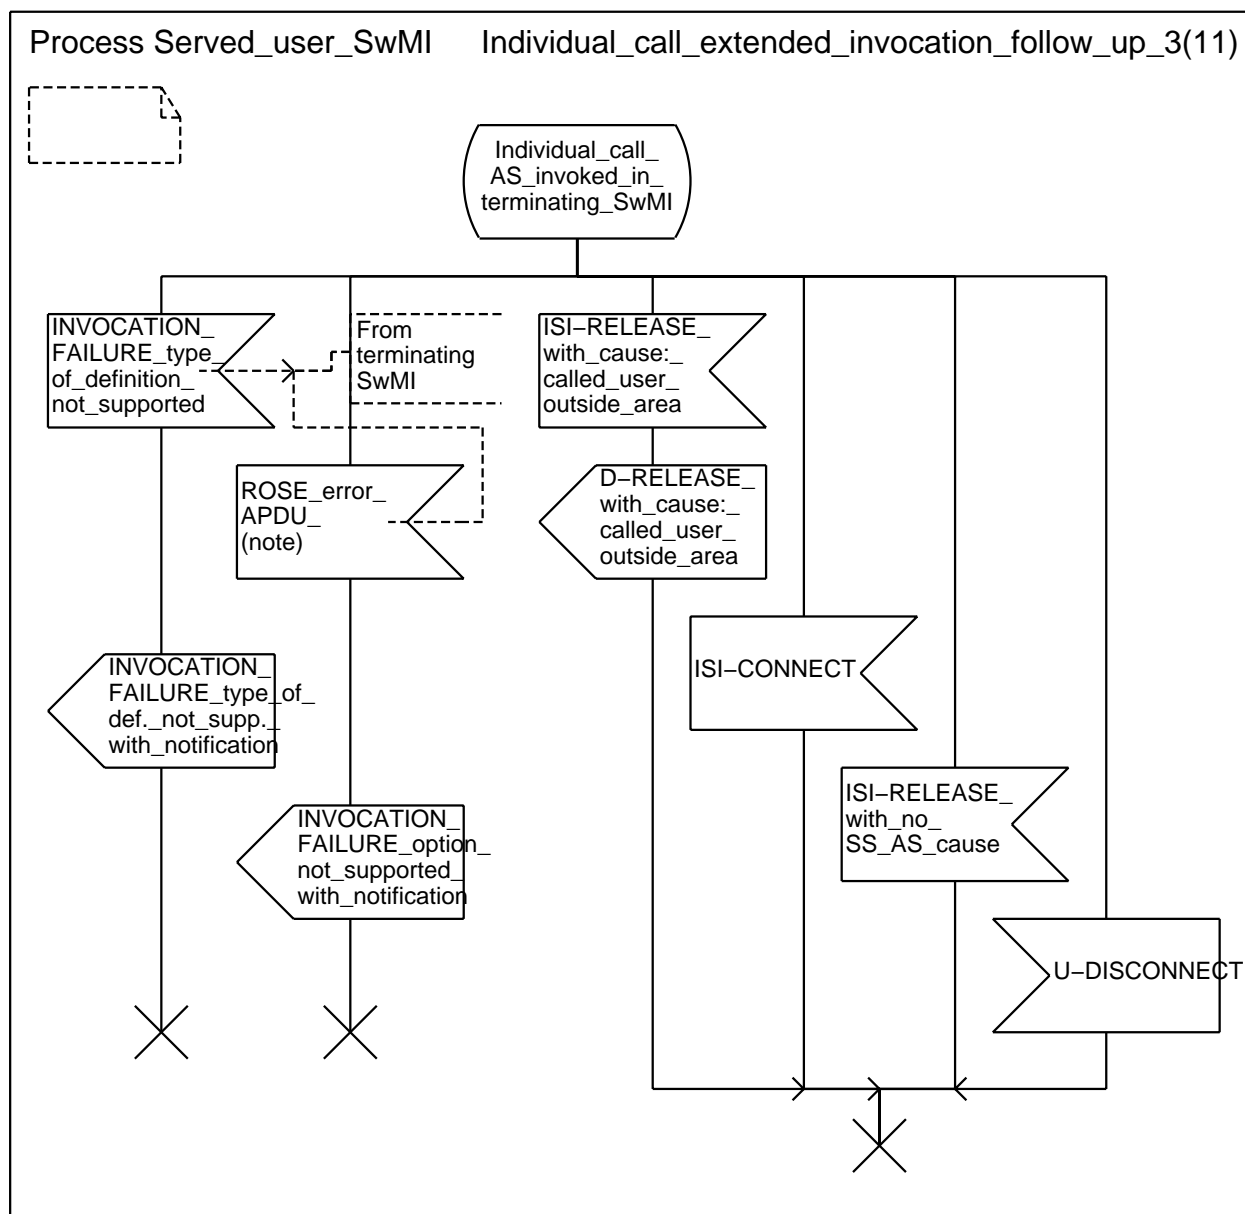 Process Served_user_SwMI Individual_call_extended_invocation_follow_up_3(11)
Individual_call_
AS_invoked_in_
terminating_SwMI
INVOCATION_
FAILURE_type_
of_definition_
not_supported
From
terminating
SwMI
ISI–RELEASE_
with_cause:_
called_user_
outside_area
ROSE_error_
APDU_
(note)
D–RELEASE_
with_cause:_
called_user_
outside_area
INVOCATION_
FAILURE_type_of_
def._not_supp._
with_notification
ISI–CONNECT
INVOCATION_
FAILURE_option_
not_supported_
with_notification
ISI–RELEASE_
with_no_
SS_AS_cause
U–DISCONNECT